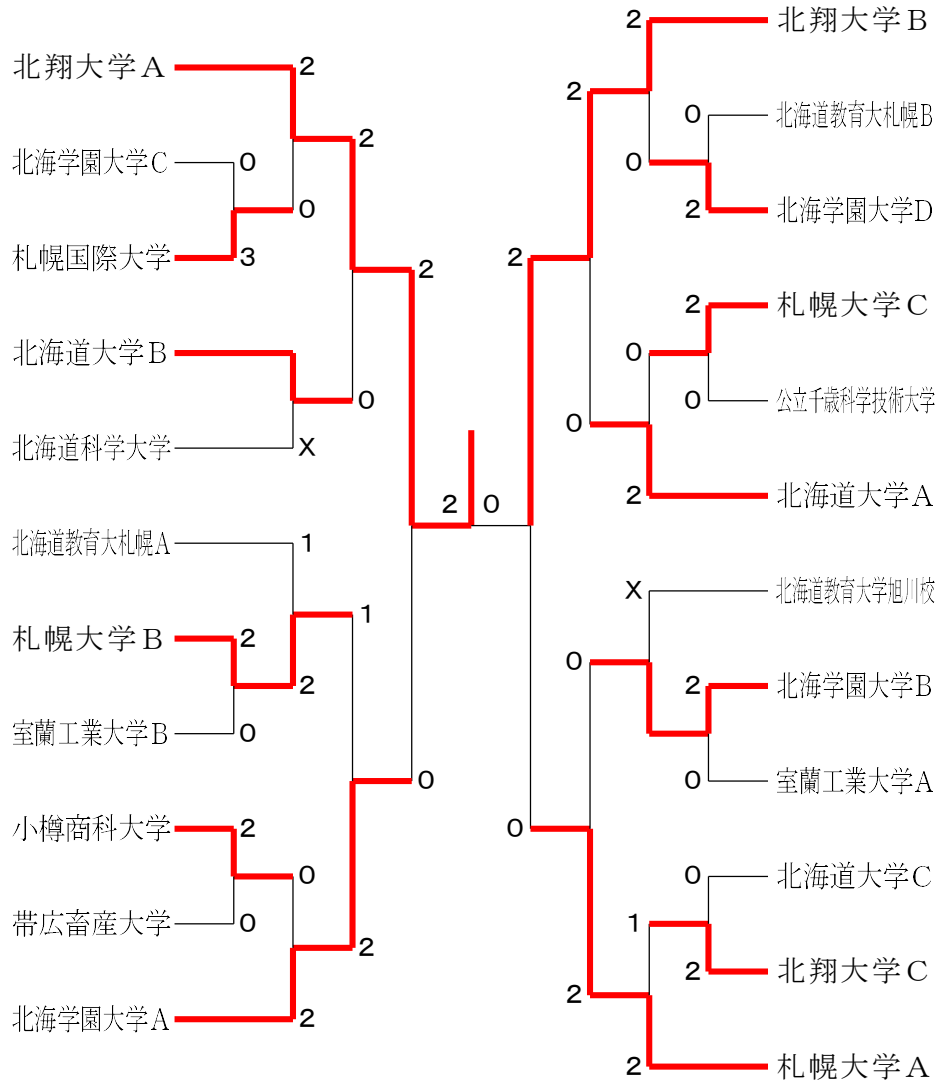 北翔大学A
2
北海学園大学C
0
2
0
札幌国際大学
3
2
北海道大学B
0
北海道科学大学
X
北海道教育大札幌A
1
1
札幌大学B
2
2
室蘭工業大学B
0
0
小樽商科大学
2
0
帯広畜産大学
0
2
北海学園大学A
2
2 0
2
北翔大学B
2
0
北海道教育大札幌B
0
2
北海学園大学D
2
2
札幌大学C
0
0
公立千歳科学技術大学
0
2
北海道大学A
X
北海道教育大学旭川校
0
2
北海学園大学B
0
室蘭工業大学A
0
0
北海道大学C
1
2
北翔大学C
2
2
札幌大学A